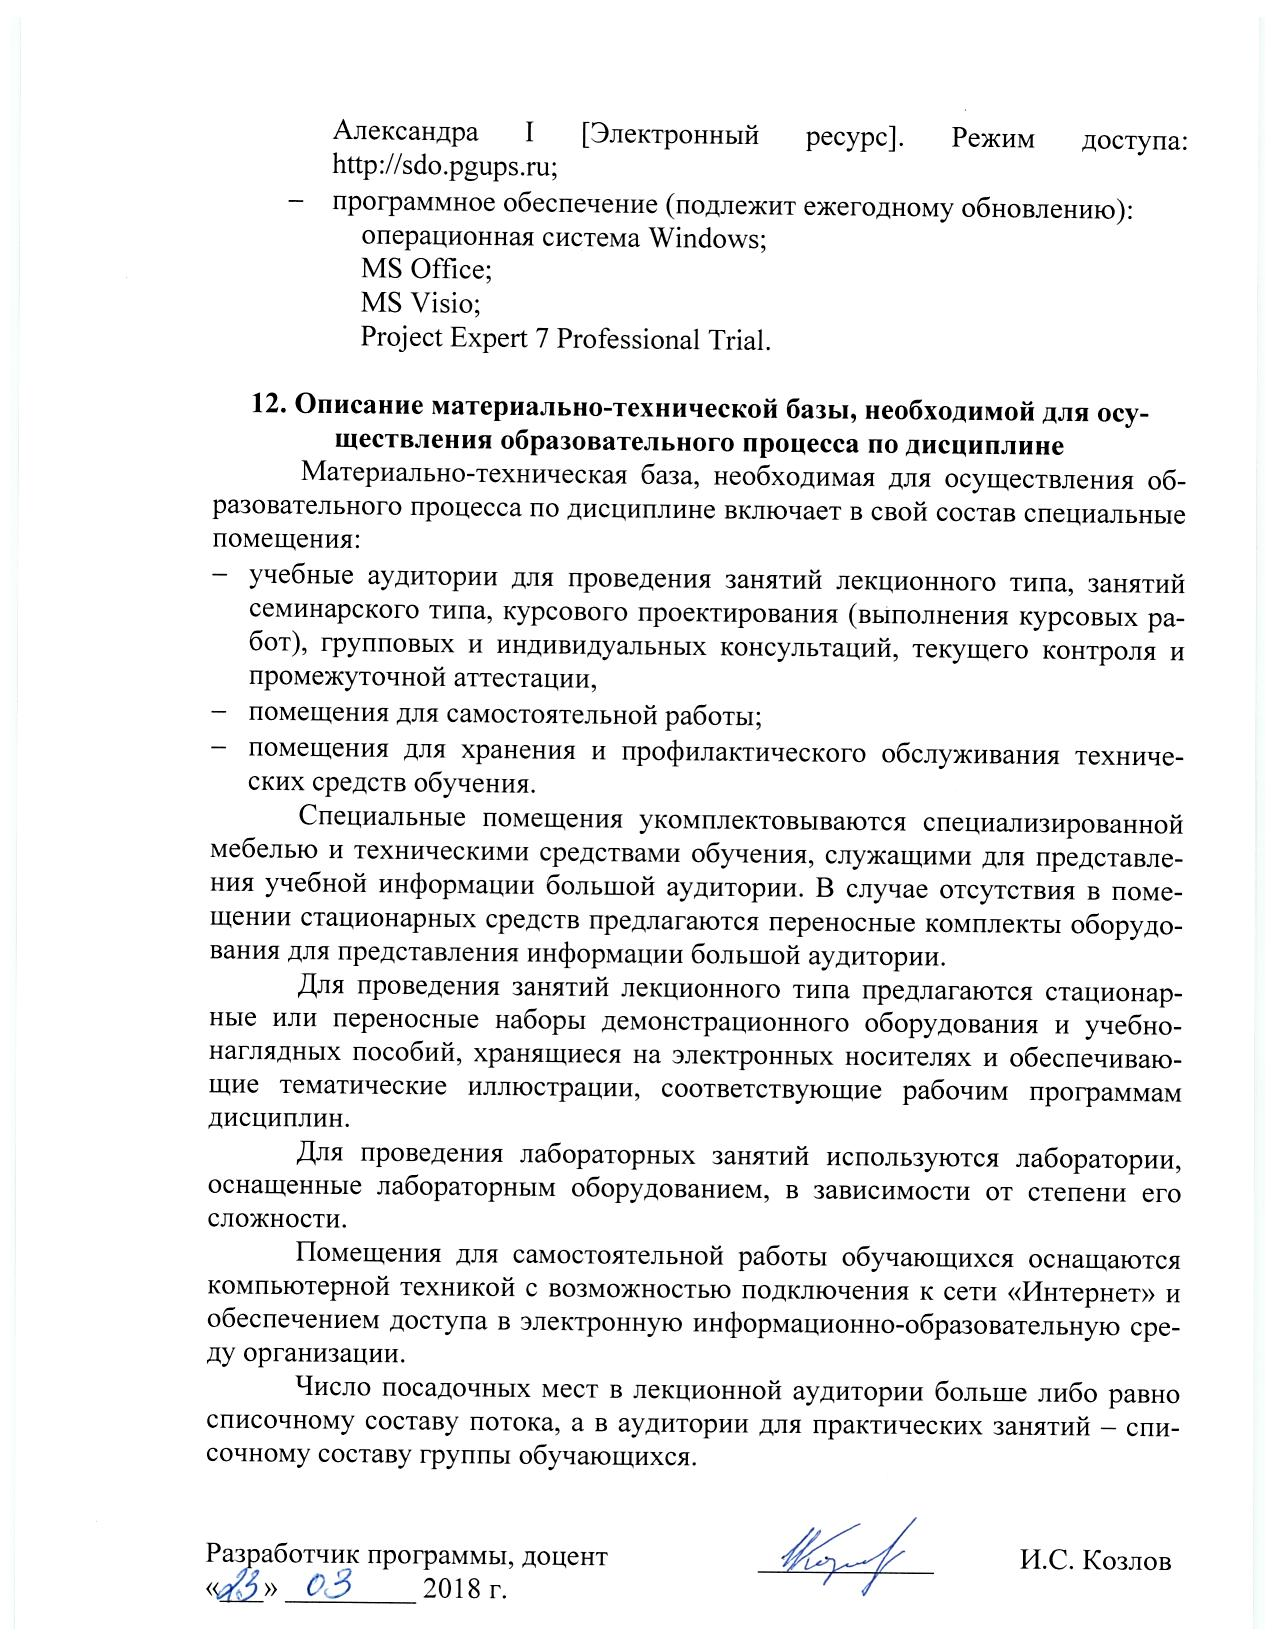 Александра I [Электронный ресурс]. Режим доступа:
http://sdo.pgups.ru;
− программное обеспечение (подлежит ежегодному обновлению):
операционная система Windows;
MS Office;
MS Visio;
Project Expert 7 Professional Trial.
12. Описание материально-технической базы, необходимой для осу-
ществления образовательного процесса по дисциплине
Материально-техническая база, необходимая для осуществления об-
разовательного процесса по дисциплине включает в свой состав специальные
помещения:
− учебные аудитории для проведения занятий лекционного типа, занятий
семинарского типа, курсового проектирования (выполнения курсовых ра-
бот), групповых и индивидуальных консультаций, текущего контроля и
промежуточной аттестации,
− помещения для самостоятельной работы;
− помещения для хранения и профилактического обслуживания техниче-
ских средств обучения.
Специальные помещения укомплектовываются специализированной
мебелью и техническими средствами обучения, служащими для представле-
ния учебной информации большой аудитории. В случае отсутствия в поме-
щении стационарных средств предлагаются переносные комплекты оборудо-
вания для представления информации большой аудитории.
Для проведения занятий лекционного типа предлагаются стационар-
ные или переносные наборы демонстрационного оборудования и учебно-
наглядных пособий, хранящиеся на электронных носителях и обеспечиваю-
щие тематические иллюстрации, соответствующие рабочим программам
дисциплин.
Для проведения лабораторных занятий используются лаборатории,
оснащенные лабораторным оборудованием, в зависимости от степени его
сложности.
Помещения для самостоятельной работы обучающихся оснащаются
компьютерной техникой с возможностью подключения к сети «Интернет» и
обеспечением доступа в электронную информационно-образовательную сре-
ду организации.
Число посадочных мест в лекционной аудитории больше либо равно
списочному составу потока, а в аудитории для практических занятий – спи-
сочному составу группы обучающихся.
Разработчик программы, доцент ____________ И.С. Козлов
«23» 03 2018 г.